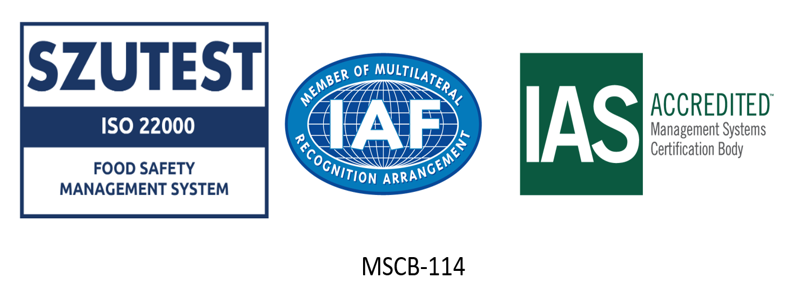 SZUTEST
ISO 22000
FOOD SAFETY
MANAGEMENT SYSTEM
MEMBER OF MULTILATERAL
IAF
RECOGNITION ARRANGEMENT
IAS
ACCREDITED™
Management Systems
Certification Body
MSCB-114